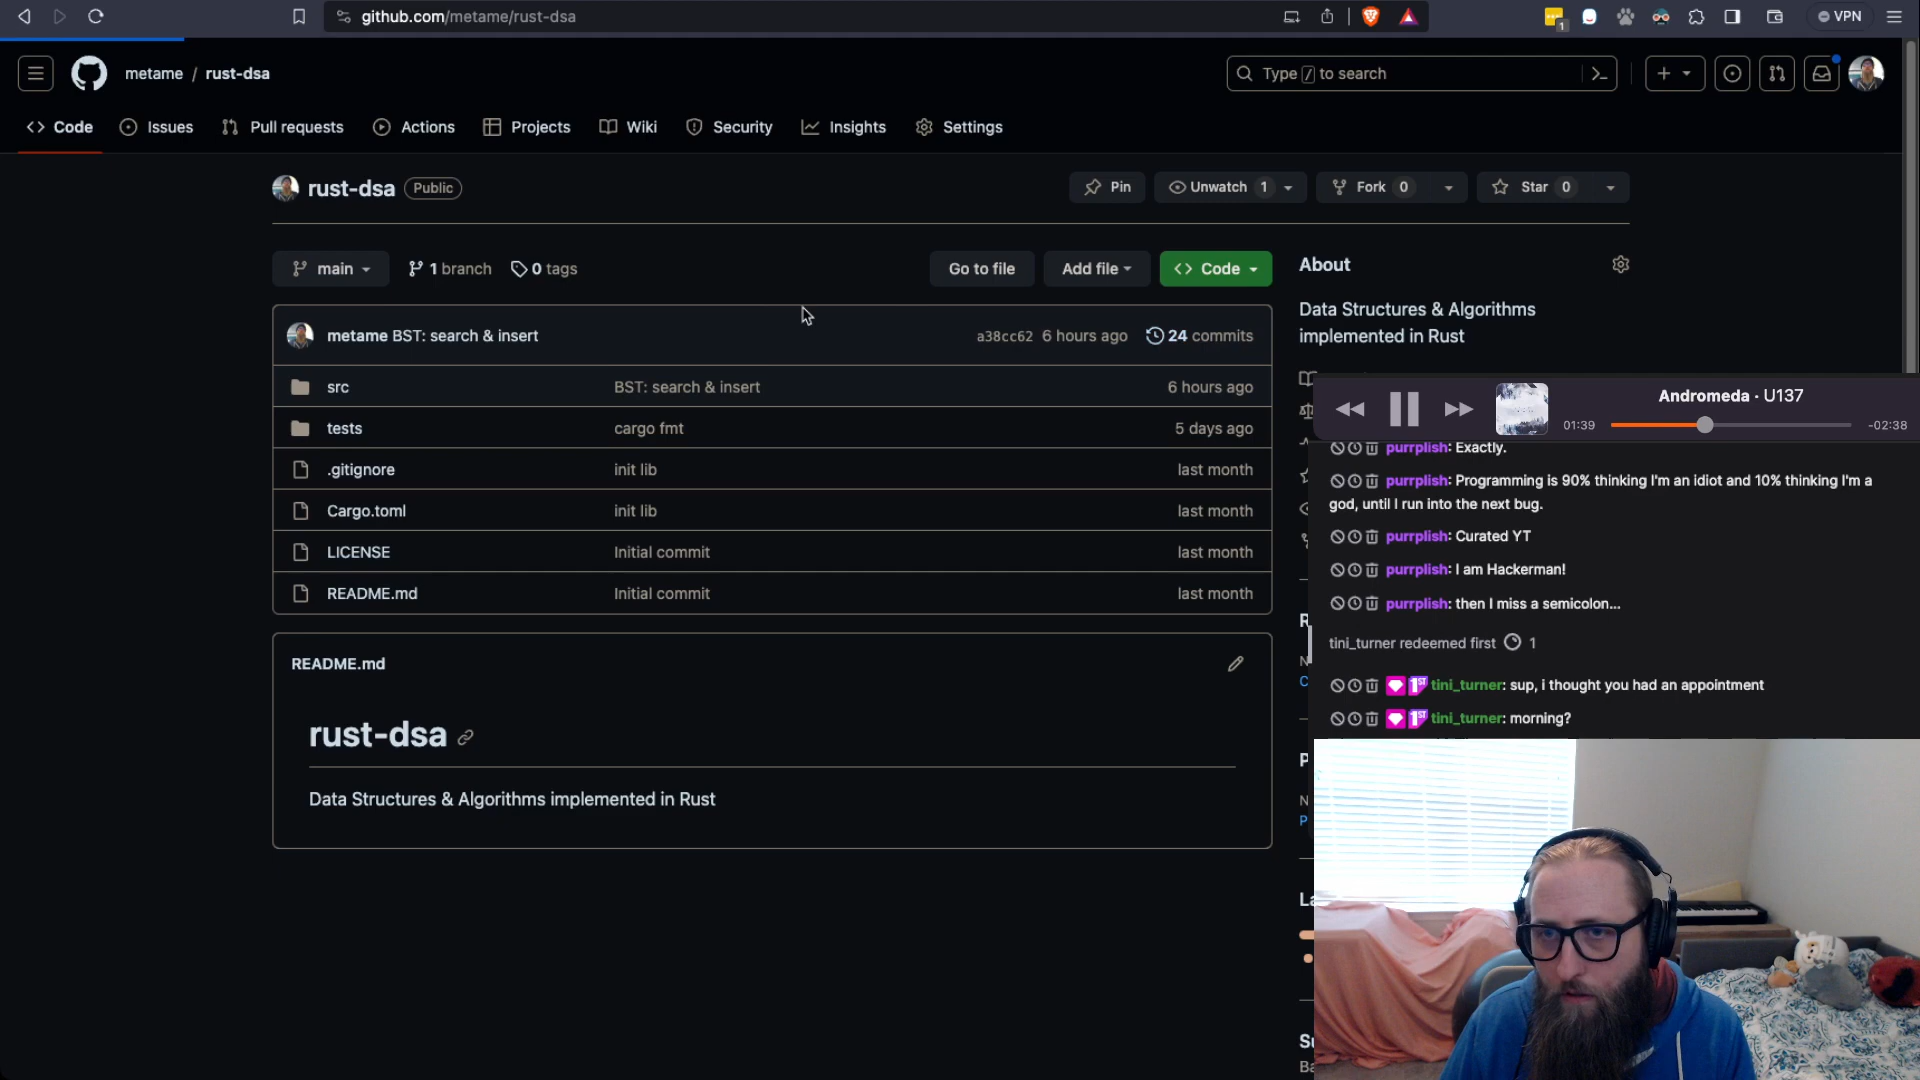 github.com/metame/rust-dsa
1
VPN
metame / rust-dsa
Type / to search
Code
Issues
Pull requests
Actions
Projects
Wiki
Security
Insights
Settings
rust-dsa Public
Pin
Unwatch 1
Fork 0
Star 0
main
1 branch
0 tags
Go to file
Add file
Code
About
Data Structures & Algorithms
implemented in Rust
metame BST: search & insert
a38cc62 6 hours ago
24 commits
src BST: search & insert 6 hours ago
tests cargo fmt 5 days ago
.gitignore init lib last month
Cargo.toml init lib last month
LICENSE Initial commit last month
README.md Initial commit last month
README.md
rust-dsa
Data Structures & Algorithms implemented in Rust
Andromeda · U137
01:39
-02:38
purrplish: Exactly.
purrplish: Programming is 90% thinking I'm an idiot and 10% thinking I'm a
god, until I run into the next bug.
purrplish: Curated YT
purrplish: I am Hackerman!
purrplish: then I miss a semicolon...
tini_turner redeemed first 1
1ST tini_turner: sup, i thought you had an appointment
1ST tini_turner: morning?